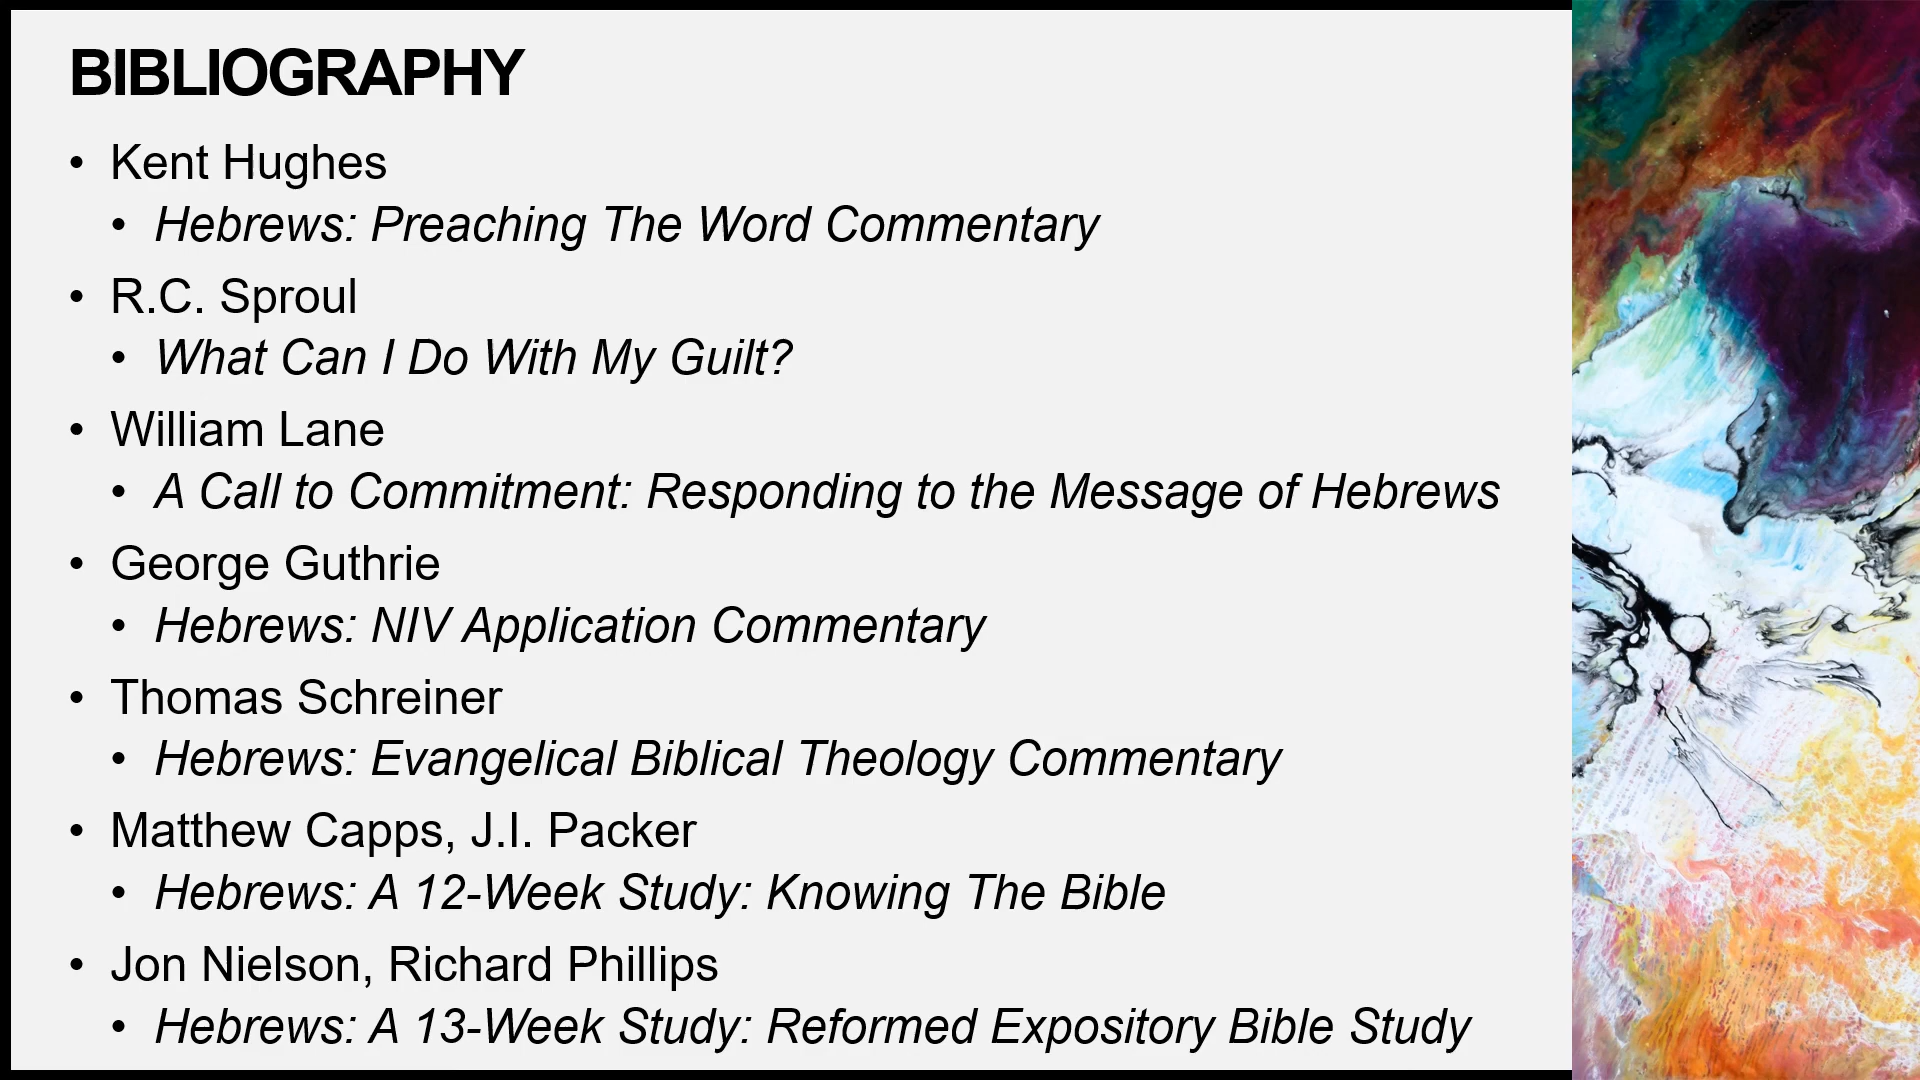 BIBLIOGRAPHY
• Kent Hughes
• Hebrews: Preaching The Word Commentary
• R.C. Sproul
• What Can I Do With My Guilt?
• William Lane
• A Call to Commitment: Responding to the Message of Hebrews
• George Guthrie
• Hebrews: NIV Application Commentary
• Thomas Schreiner
• Hebrews: Evangelical Biblical Theology Commentary
• Matthew Capps, J.I. Packer
• Hebrews: A 12-Week Study: Knowing The Bible
• Jon Nielson, Richard Phillips
• Hebrews: A 13-Week Study: Reformed Expository Bible Study